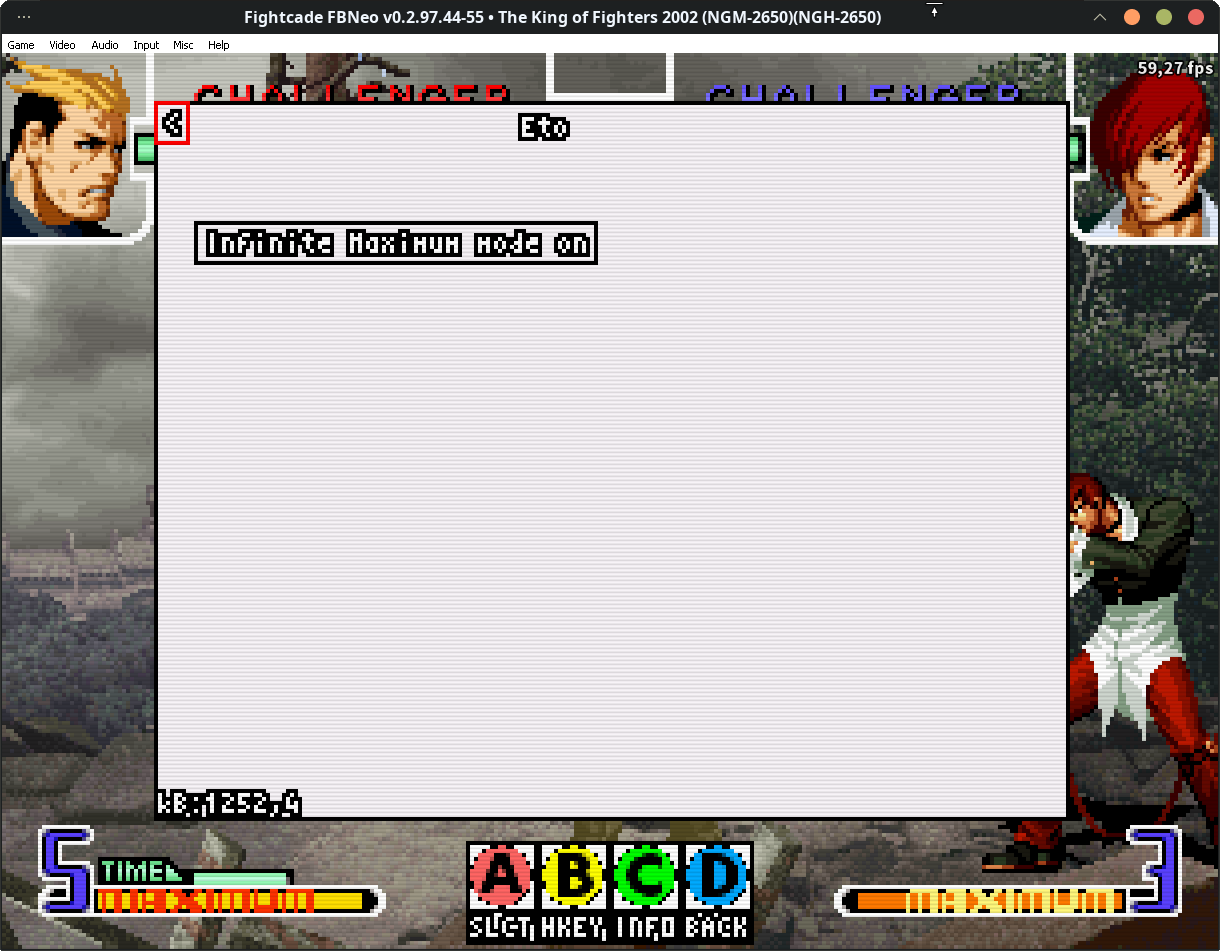 Fightcade FBNeo v0.2.97.44-55 • The King of Fighters 2002 (NGM-2650)(NGH-2650)
Game Video Audio Input Misc Help
59,27 fps
CHALLENGER CHALLENGER
Etc
Infinite Maximum mode on
kB:1252,4
5 TIME
MAXIMUM
A B C D
SLCT HKEY INFO BACK
3
MAXIMUM